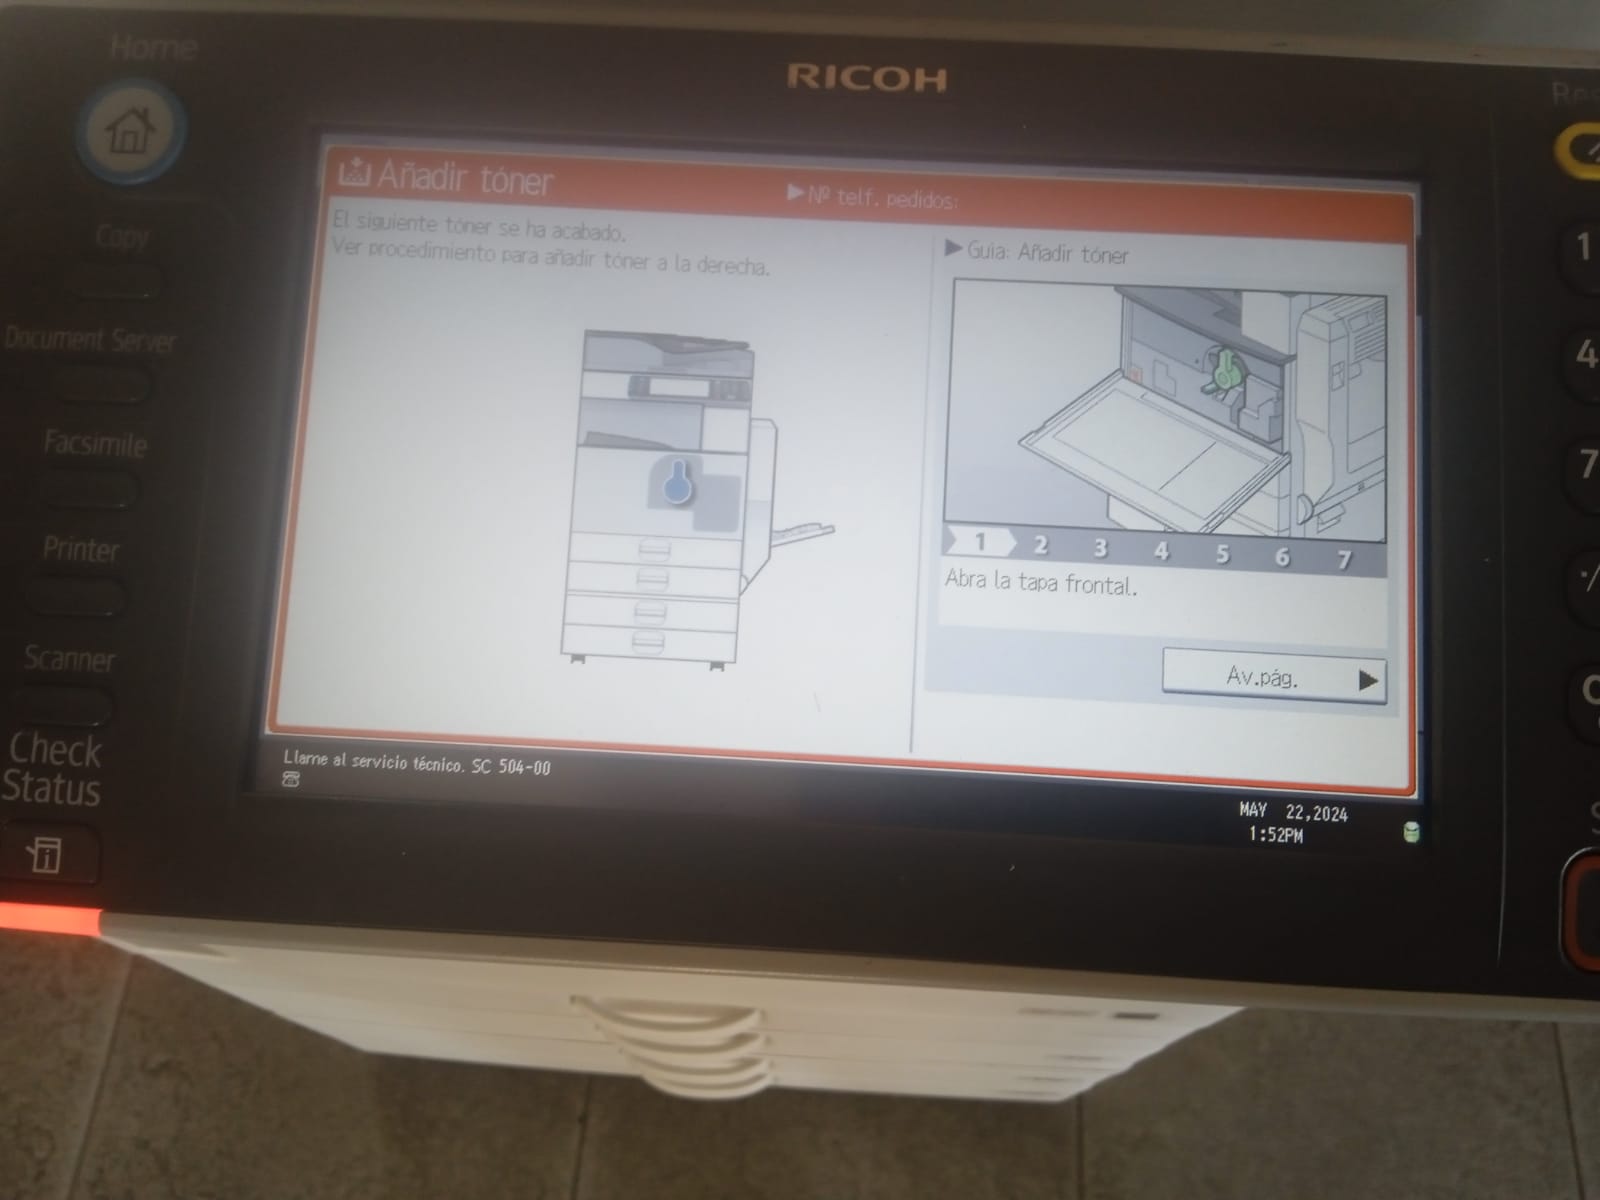 Home
RICOH
Copy
Document Server
Facsimile
Printer
Scanner
Check
Status
Añadir tóner
Nº telf. pedidos:
El siguiente tóner se ha acabado.
Ver procedimiento para añadir tóner a la derecha.
Guia: Añadir tóner
1 2 3 4 5 6 7
Abra la tapa frontal.
Av.pág.
Llame al servicio técnico. SC 504-00
MAY 22,2024
1:52PM
1
4
7